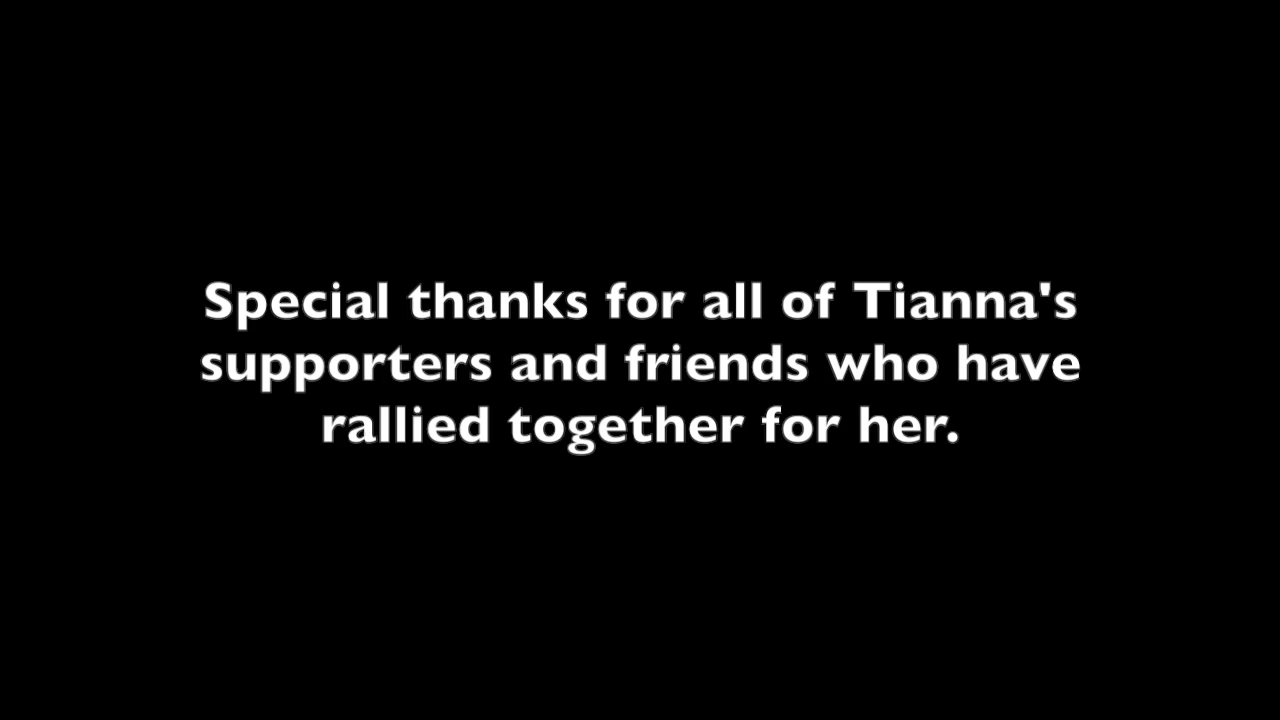 Special thanks for all of Tianna's
supporters and friends who have
rallied together for her.